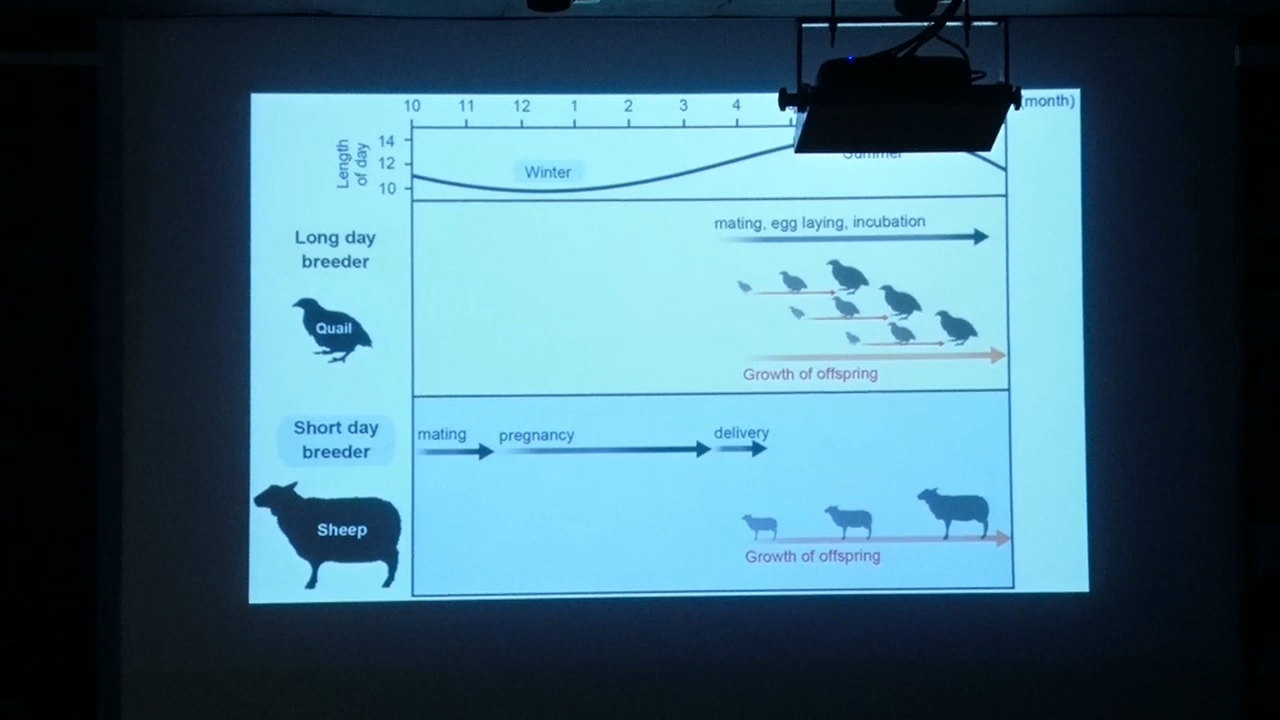 10 11 12 1 2 3 4 (month)
Length
of day
14
12
10
Winter
Summer
Long day
breeder
Quail
mating, egg laying, incubation
Growth of offspring
Short day
breeder
Sheep
mating pregnancy delivery
Growth of offspring